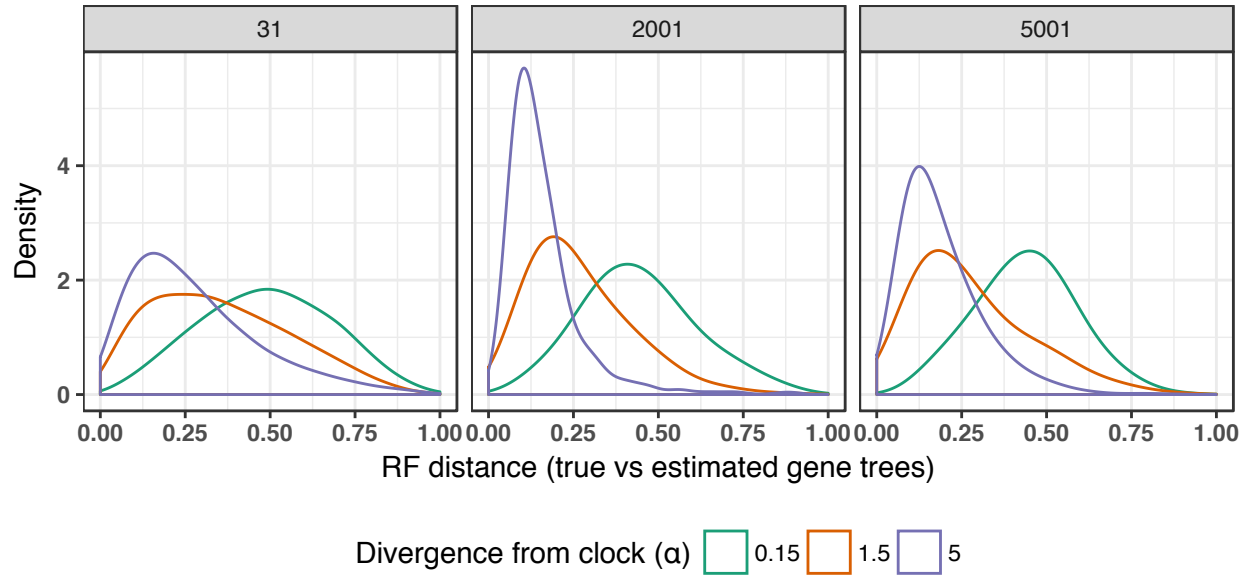 31 2001 5001
Density
4
2
0
0.00 0.25 0.50 0.75 1.00 0.00 0.25 0.50 0.75 1.00 0.00 0.25 0.50 0.75 1.00
RF distance (true vs estimated gene trees)
Divergence from clock (α) 0.15 1.5 5